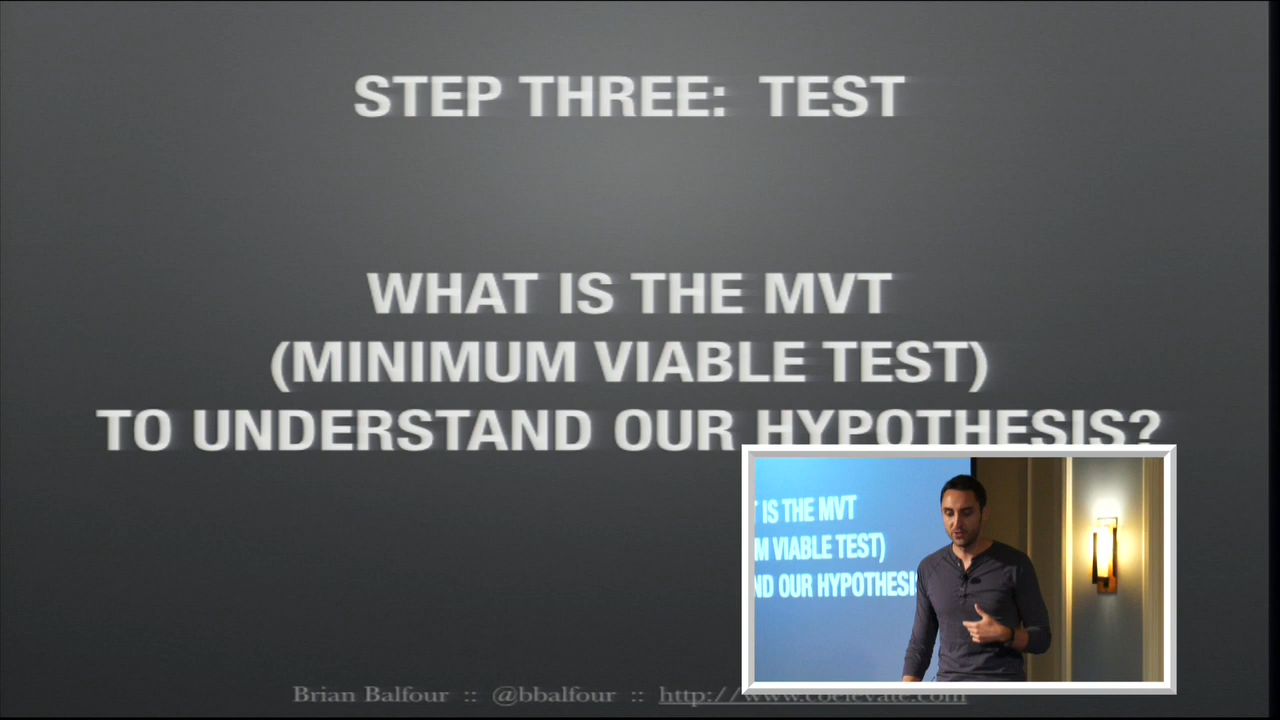 STEP THREE: TEST
WHAT IS THE MVT
(MINIMUM VIABLE TEST)
TO UNDERSTAND OUR HYPOTHESIS?
IS THE MVT
M VIABLE TEST)
ND OUR HYPOTHESIS
Brian Balfour :: @bbalfour :: http://www.coelevate.com